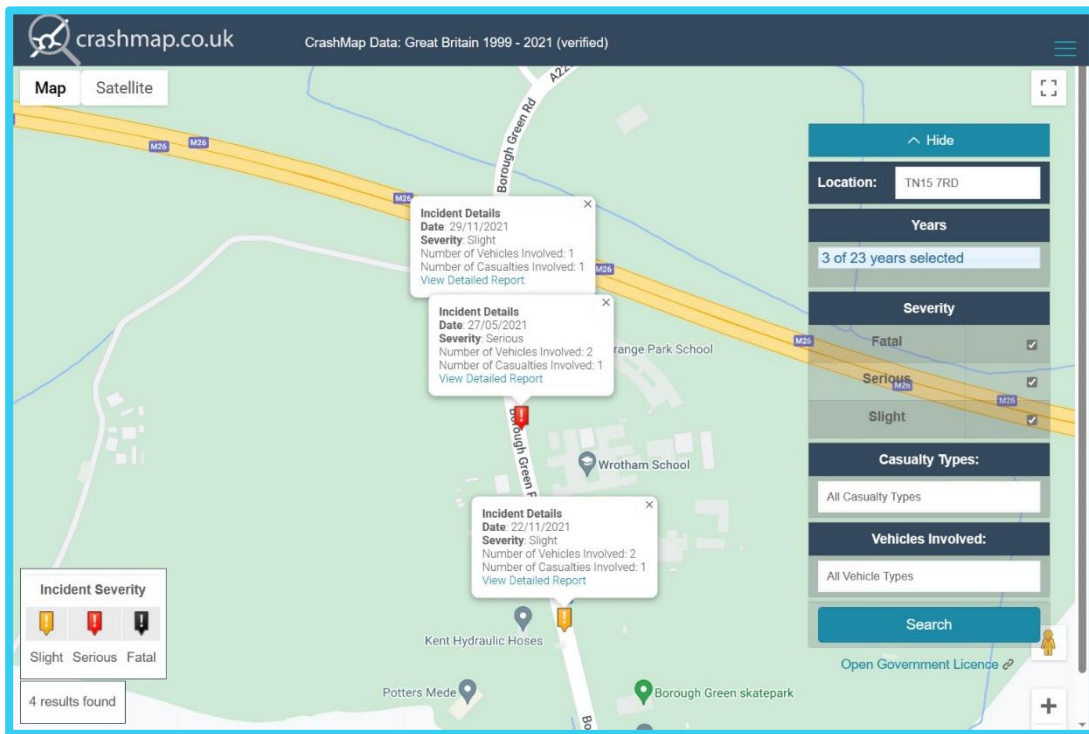 crashmap.co.uk
CrashMap Data: Great Britain 1999 - 2021 (verified)
Map
Satellite
Borough Green Rd
M26
M26
M26
Hide
Location:
TN15 7RD
Years
3 of 23 years selected
Incident Details
Date: 29/11/2021
Severity: Slight
Number of Vehicles Involved: 1
Number of Casualties Involved: 1
View Detailed Report
M26
Incident Details
Date: 27/05/2021
Severity: Serious
Number of Vehicles Involved: 2
Number of Casualties Involved: 1
View Detailed Report
range Park School
M26
Severity
Fatal
Serious
M26
M26
Slight
Borough Green R
Wrotham School
Casualty Types:
All Casualty Types
Vehicles Involved:
All Vehicle Types
Search
Open Government Licence
Incident Details
Date: 22/11/2021
Severity: Slight
Number of Vehicles Involved: 2
Number of Casualties Involved: 1
View Detailed Report
Kent Hydraulic Hoses
Potters Mede
Borough Green skatepark
Bo
Incident Severity
Slight Serious Fatal
4 results found